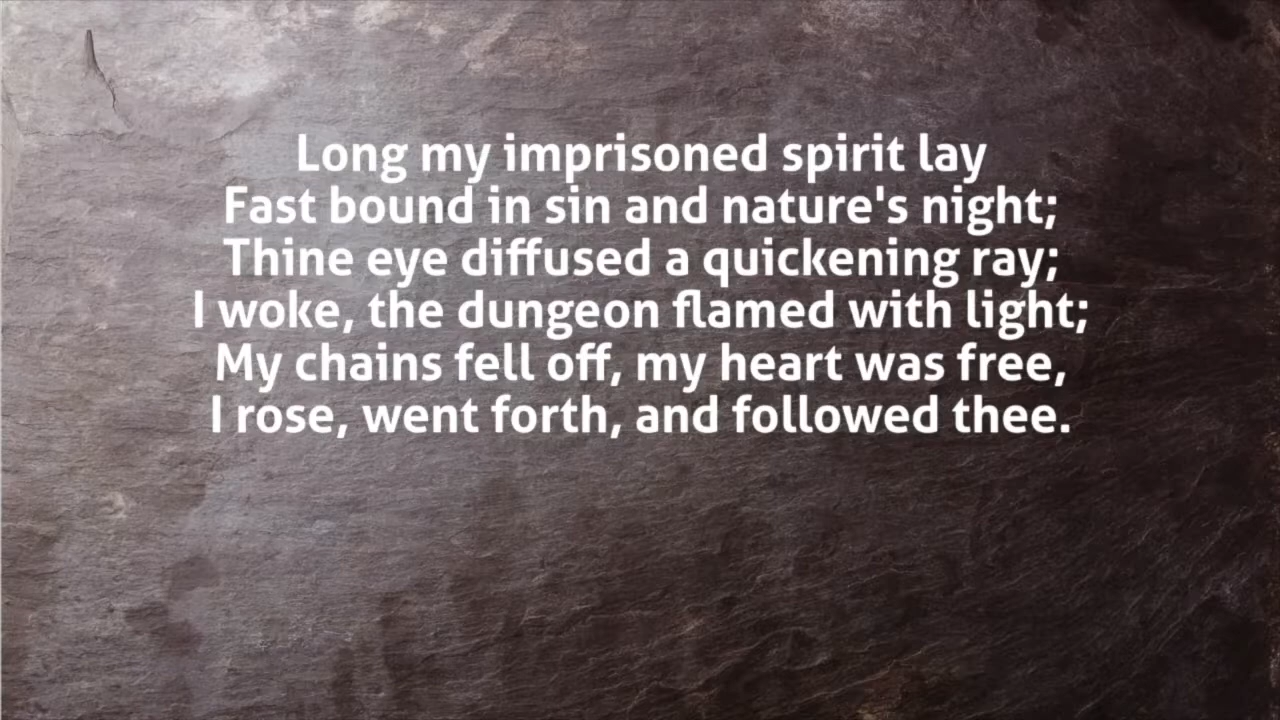 Long my imprisoned spirit lay
Fast bound in sin and nature's night;
Thine eye diffused a quickening ray;
I woke, the dungeon flamed with light;
My chains fell off, my heart was free,
I rose, went forth, and followed thee.